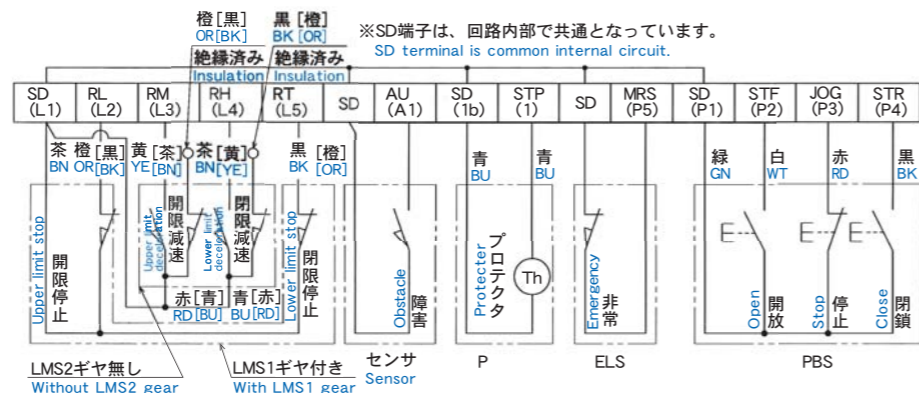 橙[黒]
OR[BK]
絶縁済み
Insulation
黒[橙]
BK[OR]
絶縁済み
Insulation
※SD端子は、回路内部で共通となっています。
SD terminal is common internal circuit.
SD
(L1)
RL
(L2)
RM
(L3)
RH
(L4)
RT
(L5)
SD
AU
(A1)
SD
(1b)
STP
(1)
SD
MRS
(P5)
SD
(P1)
STF
(P2)
JOG
(P3)
STR
(P4)
茶
BN
橙[黒]
OR[BK]
黄[茶]
YE[BN]
茶[黄]
BN[YE]
黒[橙]
BK[OR]
青
BU
青
BU
緑
GN
白
WT
赤
RD
黒
BK
Upper limit stop
開限停止
Upper limit
deceleration
開限減速
Lower limit
deceleration
閉限減速
Lower limit stop
閉限停止
赤[青]
RD[BU]
青[赤]
BU[RD]
Obstacle
障害
Protecter
プロテクタ
Th
Emergency
非常
Open
開放
Stop
停止
Close
閉鎖
LMS2ギヤ無し
Without LMS2 gear
LMS1ギヤ付き
With LMS1 gear
センサ
Sensor
P
ELS
PBS